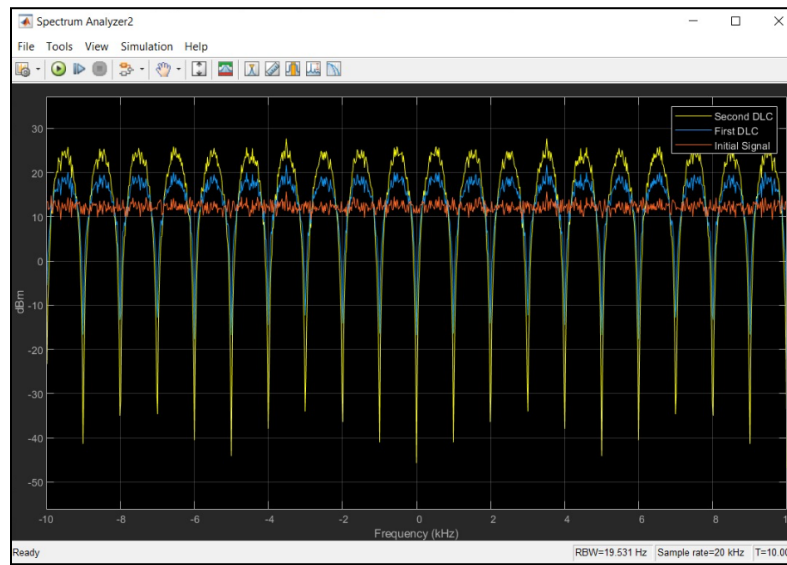 Spectrum Analyzer2
File Tools View Simulation Help
Second DLC
First DLC
Initial Signal
30
20
10
0
-10
-20
-30
-40
-50
dBm
-10 -8 -6 -4 -2 0 2 4 6 8
Frequency (kHz)
Ready RBW=19.531 Hz Sample rate=20 kHz T=10.00